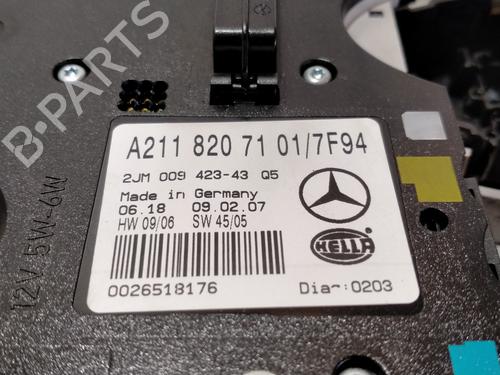 B-PARTS
A211 820 71 01/7F94
2JM 009 423-43 Q5
Made in Germany
06.18 09.02.07
HW 09/06 SW 45/05
HELLA
0026518176 Dia-:0203
12V 5W-6W